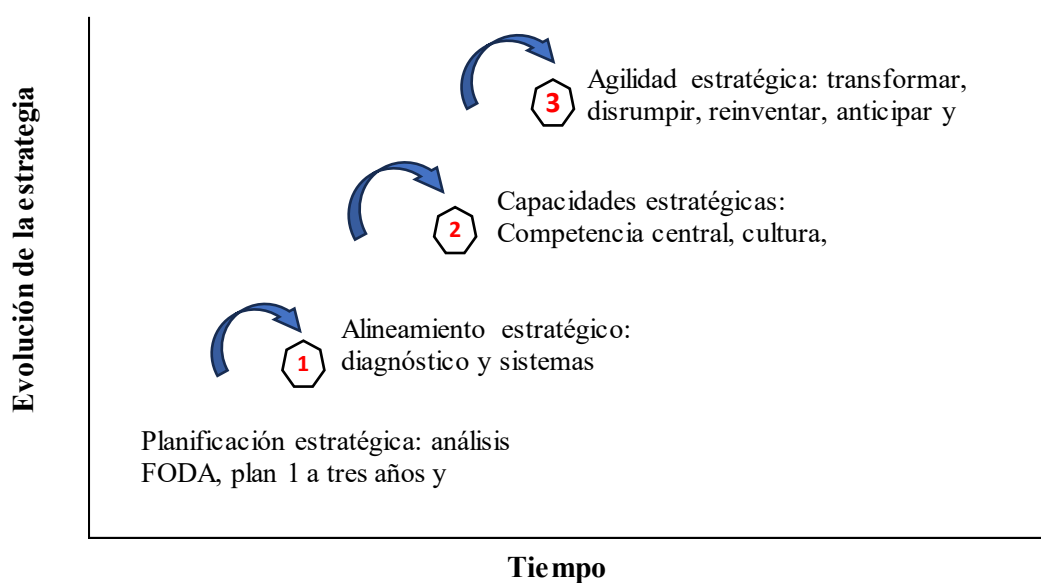 Evolución de la estrategia
3
Agilidad estratégica: transformar,
disrumpir, reinventar, anticipar y
2
Capacidades estratégicas:
Competencia central, cultura,
1
Alineamiento estratégico:
diagnóstico y sistemas
Planificación estratégica: análisis
FODA, plan 1 a tres años y
Tiempo